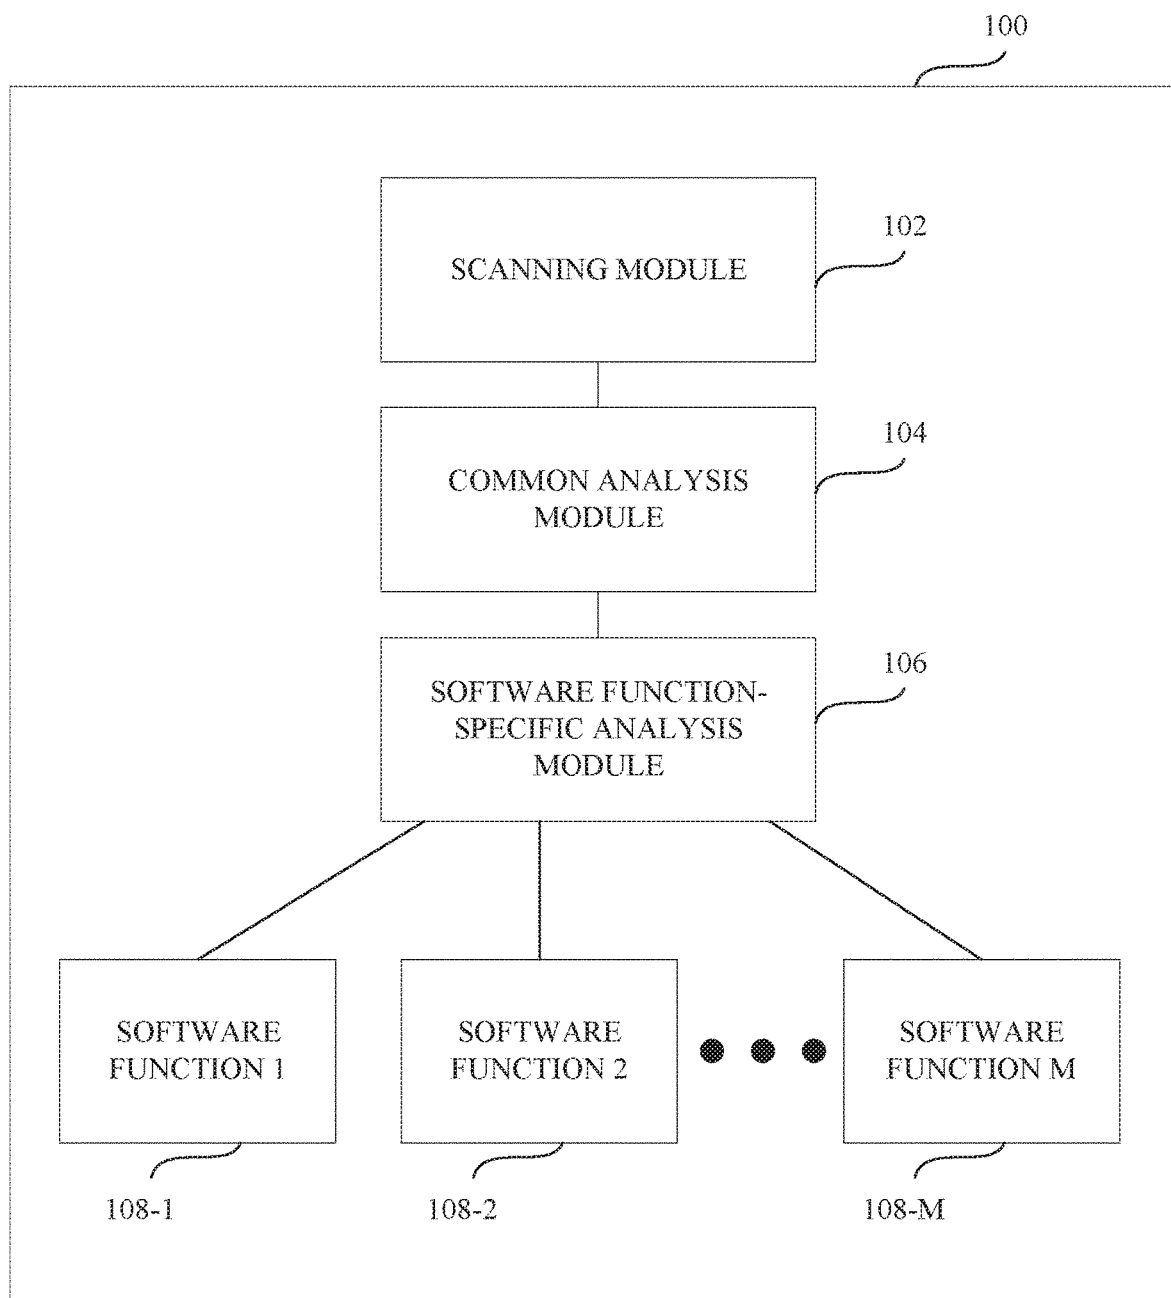 100
SCANNING MODULE
102
COMMON ANALYSIS
MODULE
104
SOFTWARE FUNCTION-
SPECIFIC ANALYSIS
MODULE
106
SOFTWARE
FUNCTION 1
SOFTWARE
FUNCTION 2
SOFTWARE
FUNCTION M
108-1
108-2
108-M